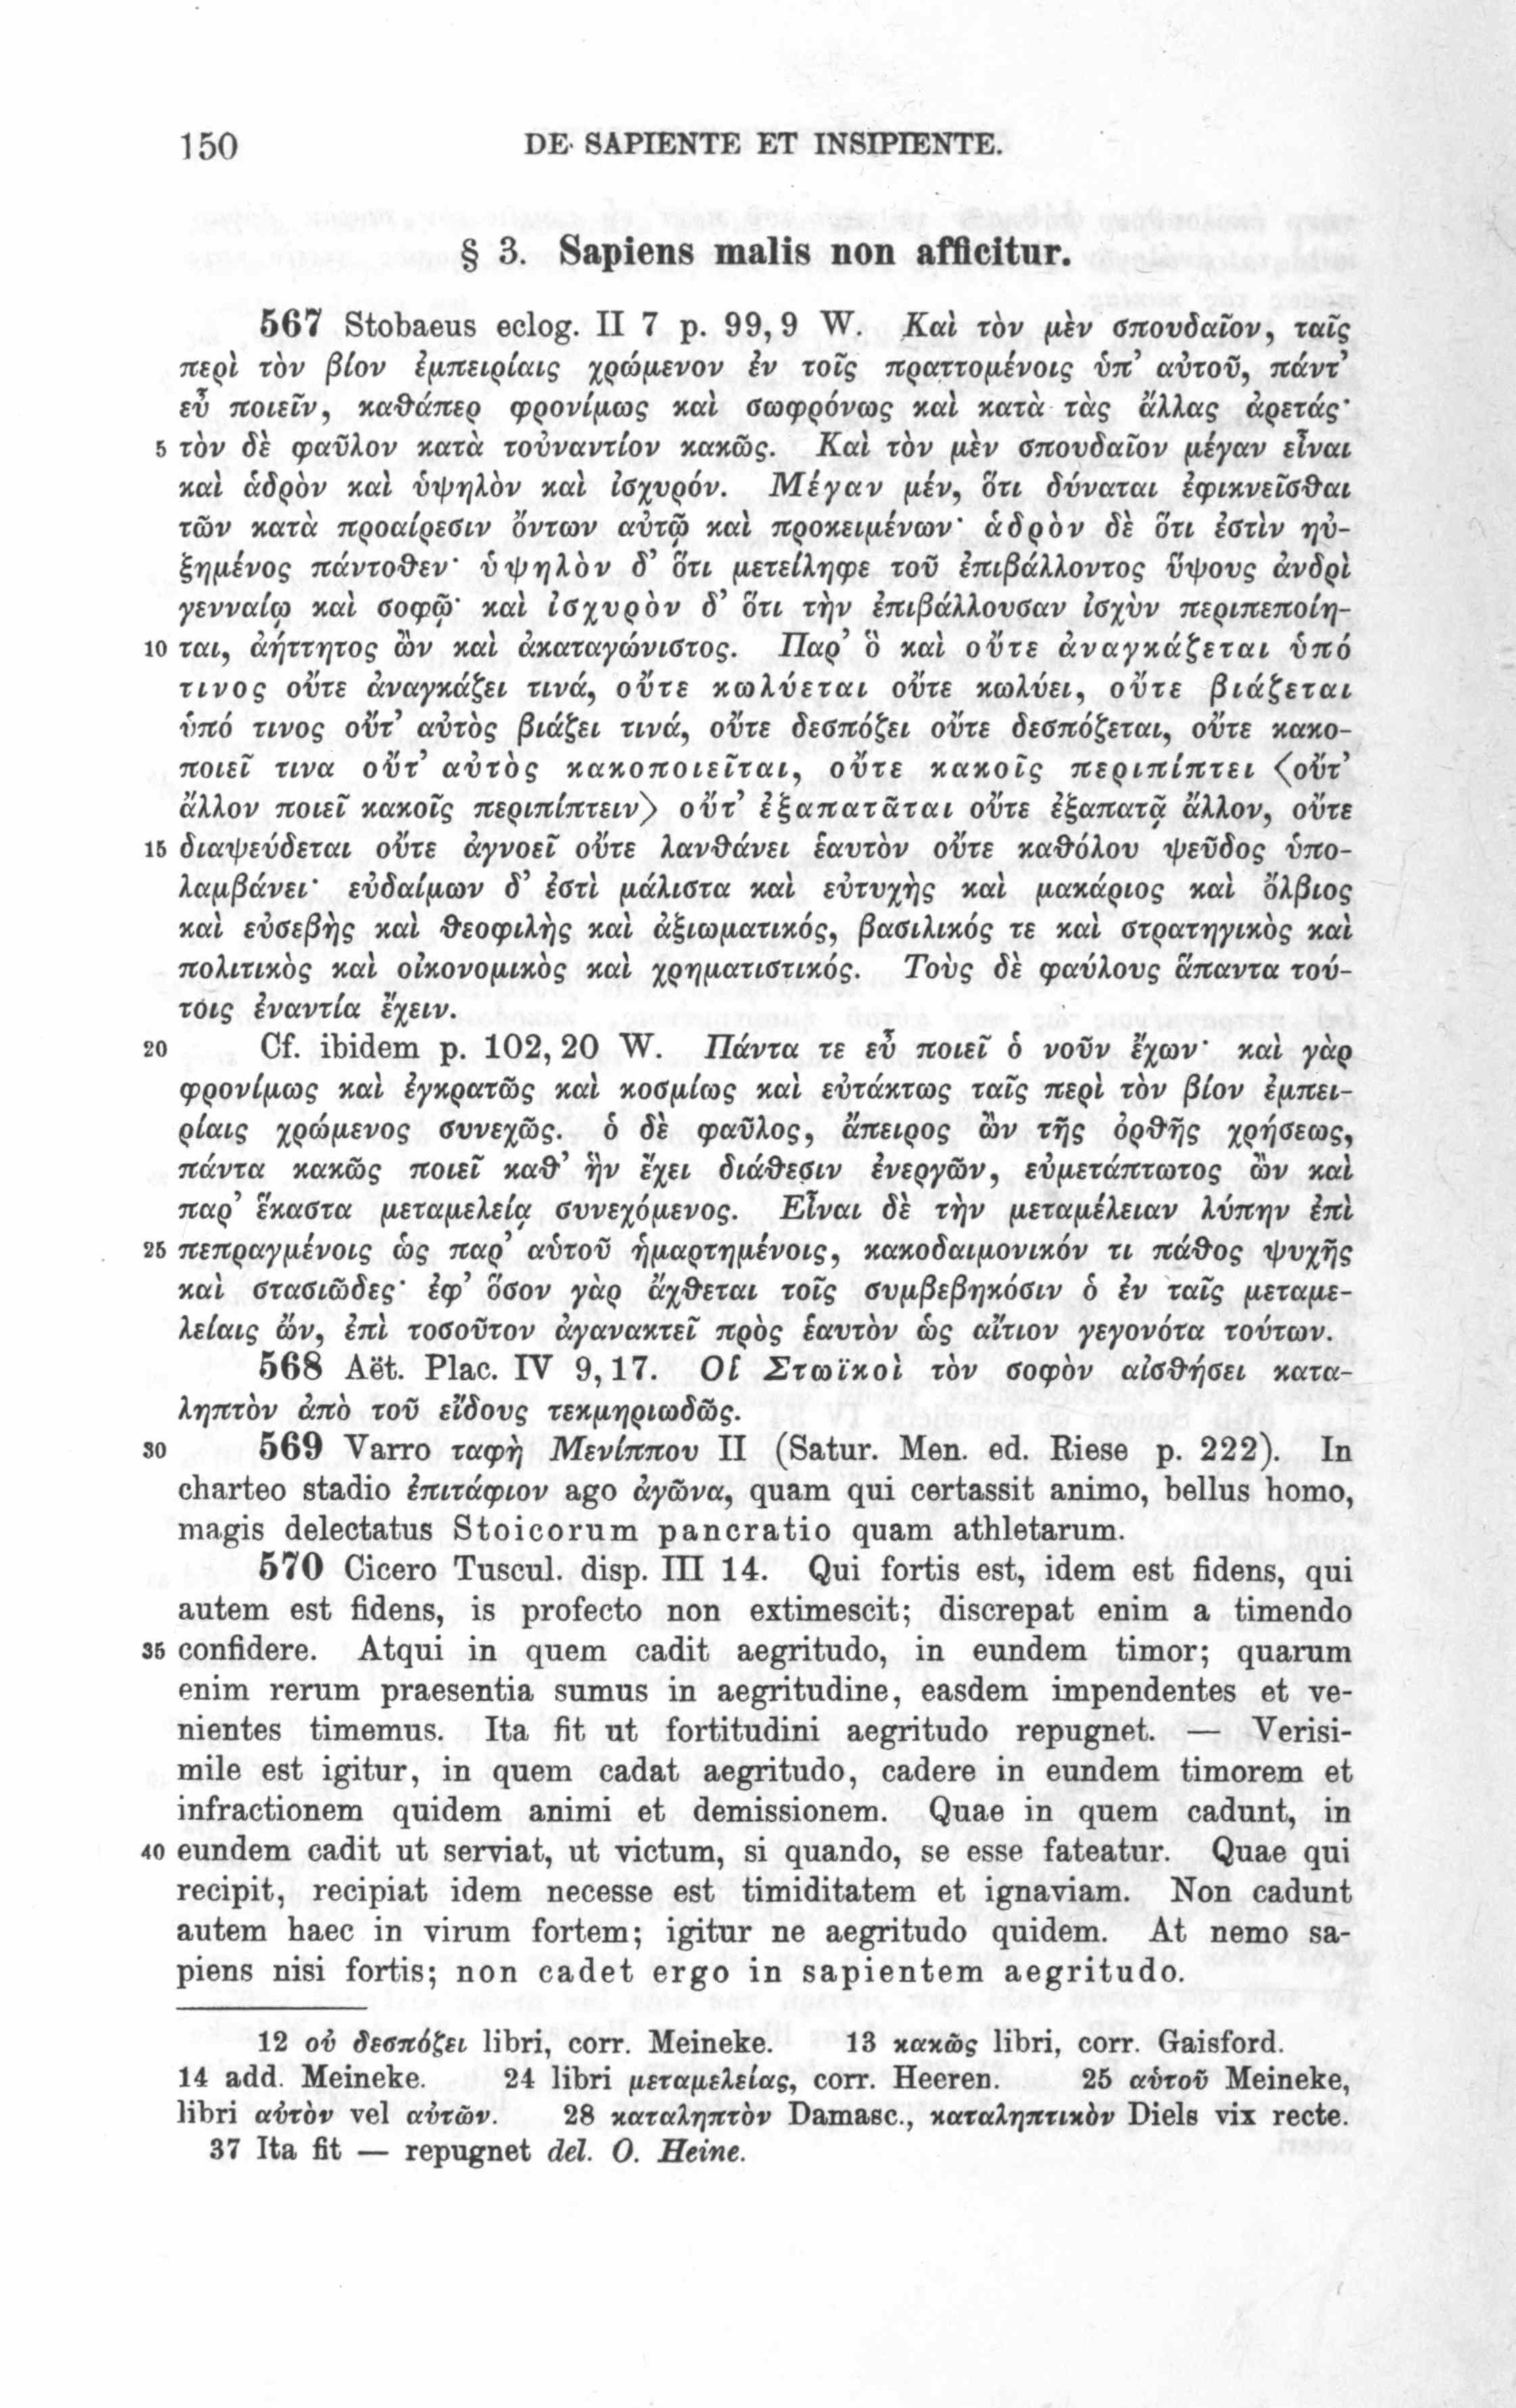 150 DE SAPIENTE ET INSIPIENTE.
§ 3. Sapiens malis non afficitur.
567 Stobaeus eclog. II 7 p. 99, 9 W. Καὶ τὸν μὲν σπουδαῖον, ταῖς
περὶ τὸν βίον ἐμπειρίαις χρώμενον ἐν τοῖς πραττομένοις ὑπ’ αὐτοῦ, πάντ’
εὖ ποιεῖν, καθάπερ φρονίμως καὶ σωφρόνως καὶ κατὰ τὰς ἄλλας ἀρετάς·
5 τὸν δὲ φαῦλον κατὰ τοὐναντίον κακῶς. Καὶ τὸν μὲν σπουδαῖον μέγαν εἶναι
καὶ ἁδρὸν καὶ ὑψηλὸν καὶ ἰσχυρόν. Μέγαν μέν, ὅτι δύναται ἐφικνεῖσθαι
τῶν κατὰ προαίρεσιν ὄντων αὐτῷ καὶ προκειμένων· ἁδρὸν δὲ ὅτι ἐστὶν ηὐ-
ξημένος πάντοθεν· ὑψηλὸν δ’ ὅτι μετείληφε τοῦ ἐπιβάλλοντος ὕψους ἀνδρὶ
γενναίῳ καὶ σοφῷ· καὶ ἰσχυρὸν δ’ ὅτι τὴν ἐπιβάλλουσαν ἰσχὺν περιπεποίη-
10 ται, ἀήττητος ὢν καὶ ἀκαταγώνιστος. Παρ’ ὃ καὶ οὔτε ἀναγκάζεται ὑπό
τινος οὔτε ἀναγκάζει τινά, οὔτε κωλύεται οὔτε κωλύει, οὔτε βιάζεται
ὑπό τινος οὔτ’ αὐτὸς βιάζει τινά, οὔτε δεσπόζει οὔτε δεσπόζεται, οὔτε κακο-
ποιεῖ τινα οὔτ’ αὐτὸς κακοποιεῖται, οὔτε κακοῖς περιπίπτει ⟨οὔτ’
ἄλλον ποιεῖ κακοῖς περιπίπτειν⟩ οὔτ’ ἐξαπατᾶται οὔτε ἐξαπατᾷ ἄλλον, οὔτε
15 διαψεύδεται οὔτε ἀγνοεῖ οὔτε λανθάνει ἑαυτὸν οὔτε καθόλου ψεῦδος ὑπο-
λαμβάνει· εὐδαίμων δ’ ἐστὶ μάλιστα καὶ εὐτυχὴς καὶ μακάριος καὶ ὄλβιος
καὶ εὐσεβὴς καὶ θεοφιλὴς καὶ ἀξιωματικός, βασιλικός τε καὶ στρατηγικὸς καὶ
πολιτικὸς καὶ οἰκονομικὸς καὶ χρηματιστικός. Τοὺς δὲ φαύλους ἅπαντα τού-
τοις ἐναντία ἔχειν.
20 Cf. ibidem p. 102, 20 W. Πάντα τε εὖ ποιεῖ ὁ νοῦν ἔχων· καὶ γὰρ
φρονίμως καὶ ἐγκρατῶς καὶ κοσμίως καὶ εὐτάκτως ταῖς περὶ τὸν βίον ἐμπει-
ρίαις χρώμενος συνεχῶς. ὁ δὲ φαῦλος, ἄπειρος ὢν τῆς ὀρθῆς χρήσεως,
πάντα κακῶς ποιεῖ καθ’ ἣν ἔχει διάθεσιν ἐνεργῶν, εὐμετάπτωτος ὢν καὶ
παρ’ ἕκαστα μεταμελείᾳ συνεχόμενος. Εἶναι δὲ τὴν μεταμέλειαν λύπην ἐπὶ
25 πεπραγμένοις ὡς παρ’ αὑτοῦ ἡμαρτημένοις, κακοδαιμονικόν τι πάθος ψυχῆς
καὶ στασιῶδες· ἐφ’ ὅσον γὰρ ἄχθεται τοῖς συμβεβηκόσιν ὁ ἐν ταῖς μεταμε-
λείαις ὤν, ἐπὶ τοσοῦτον ἀγανακτεῖ πρὸς ἑαυτὸν ὡς αἴτιον γεγονότα τούτων.
568 Aët. Plac. IV 9, 17. Οἱ Στωϊκοὶ τὸν σοφὸν αἰσθήσει κατα-
ληπτὸν ἀπὸ τοῦ εἴδους τεκμηριωδῶς.
30 569 Varro ταφὴ Μενίππου II (Satur. Men. ed. Riese p. 222). In
charteo stadio ἐπιτάφιον ago ἀγῶνα, quam qui certassit animo, bellus homo,
magis delectatus Stoicorum pancratio quam athletarum.
570 Cicero Tuscul. disp. III 14. Qui fortis est, idem est fidens, qui
autem est fidens, is profecto non extimescit; discrepat enim a timendo
35 confidere. Atqui in quem cadit aegritudo, in eundem timor; quarum
enim rerum praesentia sumus in aegritudine, easdem impendentes et ve-
nientes timemus. Ita fit ut fortitudini aegritudo repugnet. — Verisi-
mile est igitur, in quem cadat aegritudo, cadere in eundem timorem et
infractionem quidem animi et demissionem. Quae in quem cadunt, in
40 eundem cadit ut serviat, ut victum, si quando, se esse fateatur. Quae qui
recipit, recipiat idem necesse est timiditatem et ignaviam. Non cadunt
autem haec in virum fortem; igitur ne aegritudo quidem. At nemo sa-
piens nisi fortis; non cadet ergo in sapientem aegritudo.
12 οὐ δεσπόζει libri, corr. Meineke. 13 κακῶς libri, corr. Gaisford.
14 add. Meineke. 24 libri μεταμελείας, corr. Heeren. 25 αὑτοῦ Meineke,
libri αὐτὸν vel αὐτῶν. 28 καταληπτὸν Damasc., καταληπτικὸν Diels vix recte.
37 Ita fit — repugnet del. O. Heine.